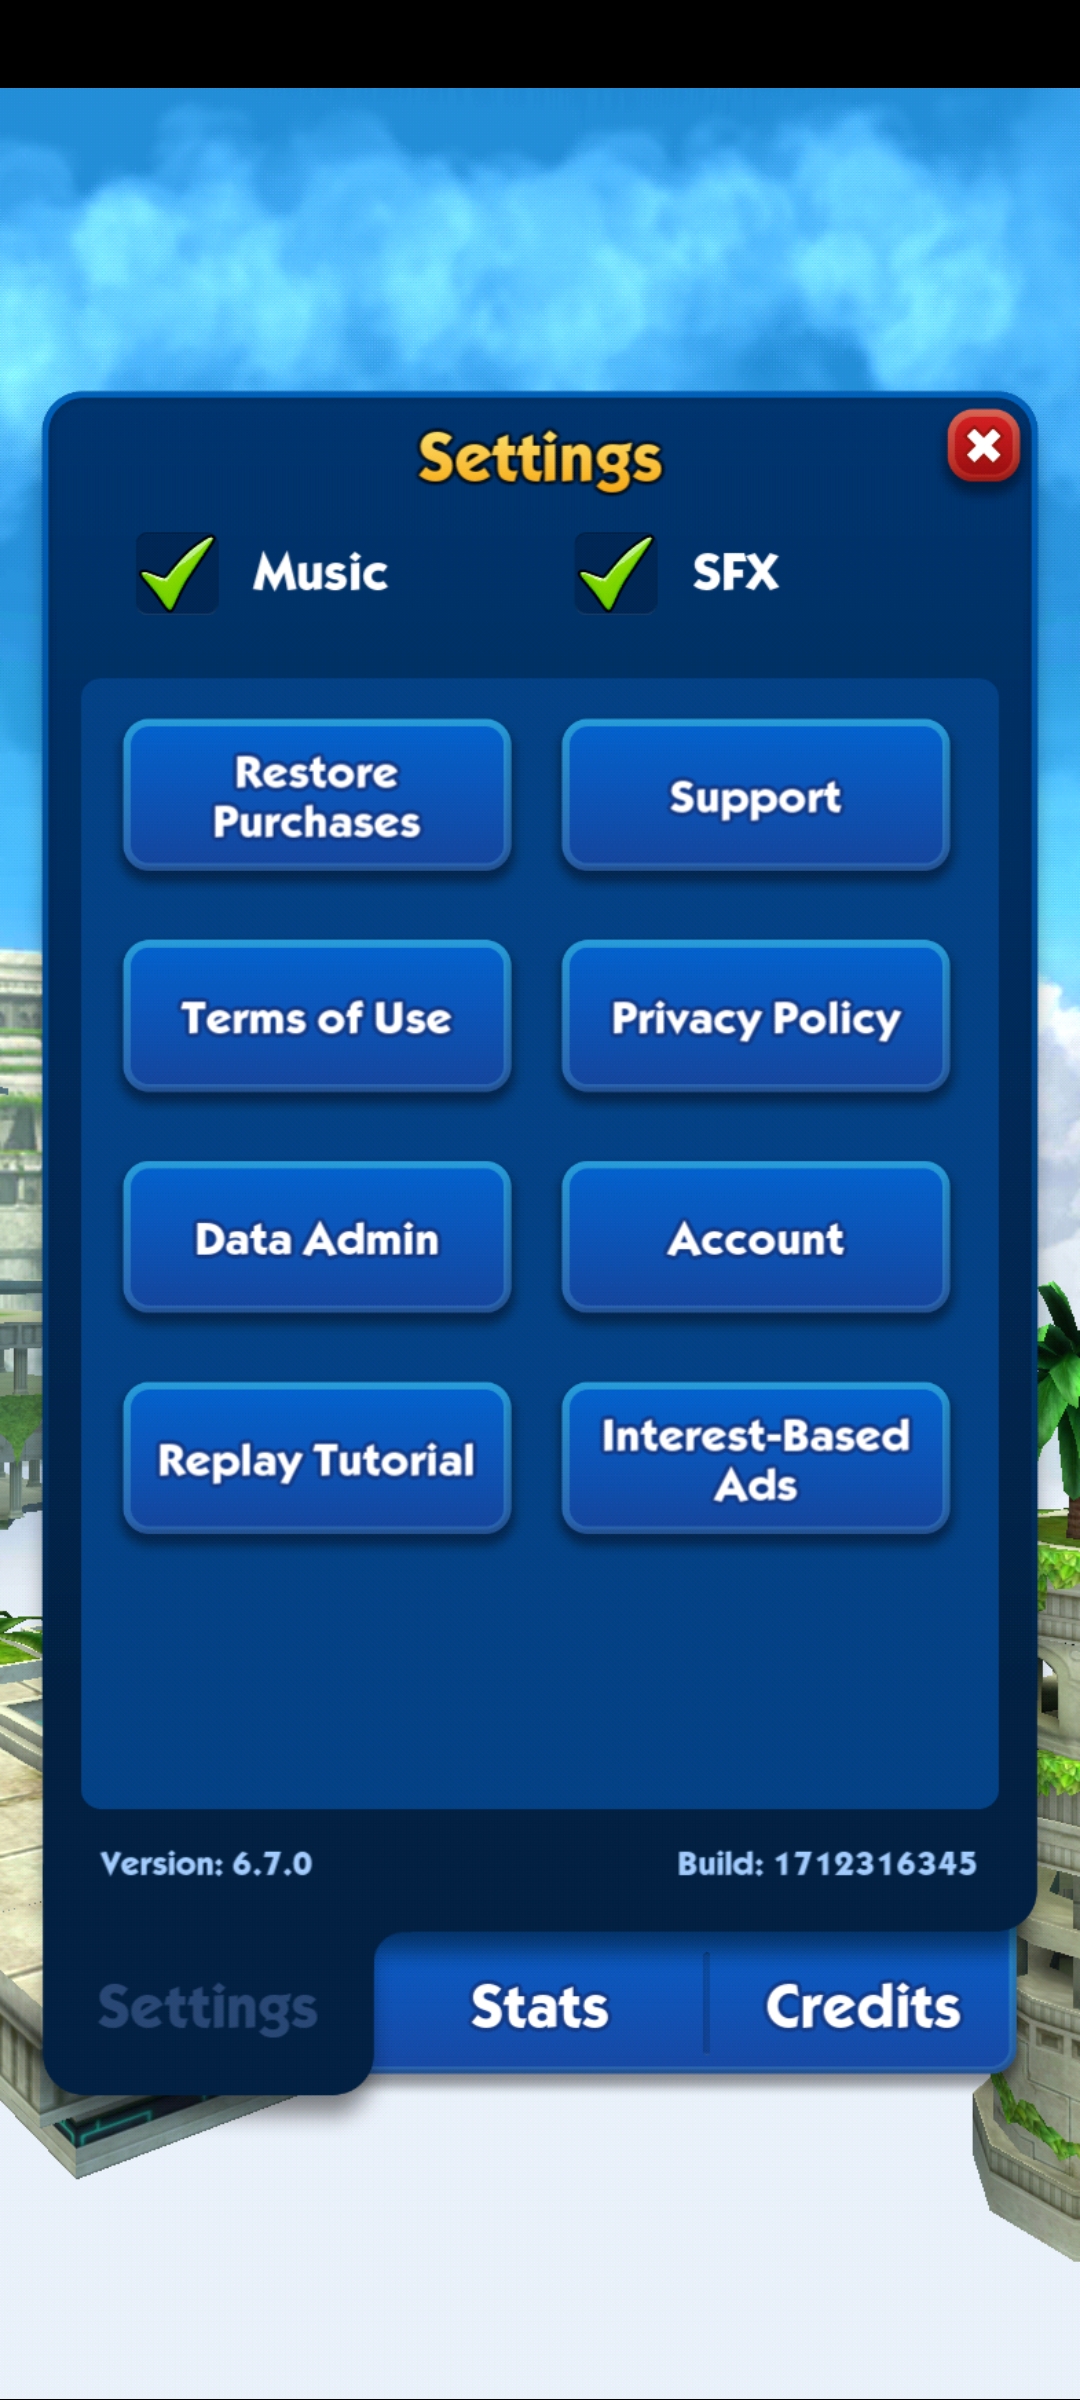 Settings
Music
SFX
Restore
Purchases
Support
Terms of Use
Privacy Policy
Data Admin
Account
Replay Tutorial
Interest-Based
Ads
Version: 6.7.0
Build: 1712316345
Settings
Stats
Credits